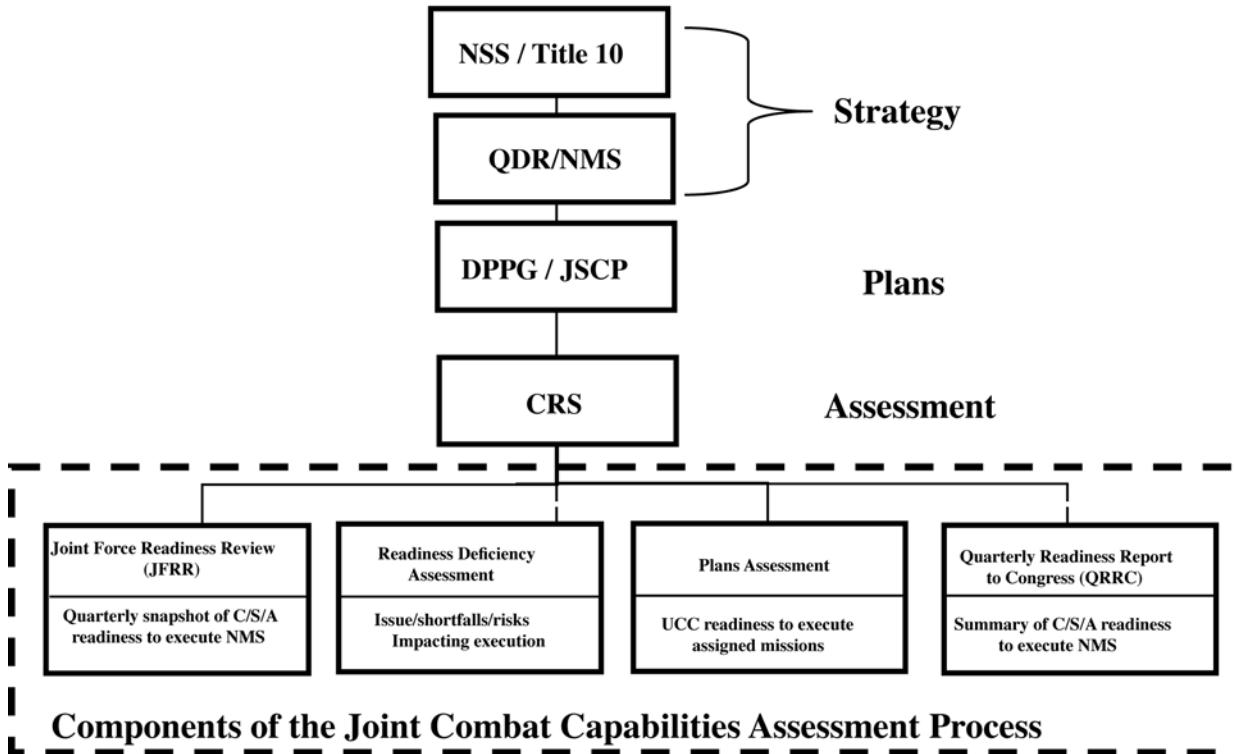 NSS / Title 10
Strategy
QDR/NMS
DPPG / JSCP
Plans
CRS
Assessment
Joint Force Readiness Review
(JFRR)
Quarterly snapshot of C/S/A
readiness to execute NMS
Readiness Deficiency
Assessment
Issue/shortfalls/risks
Impacting execution
Plans Assessment
UCC readiness to execute
assigned missions
Quarterly Readiness Report
to Congress (QRRC)
Summary of C/S/A readiness
to execute NMS
Components of the Joint Combat Capabilities Assessment Process